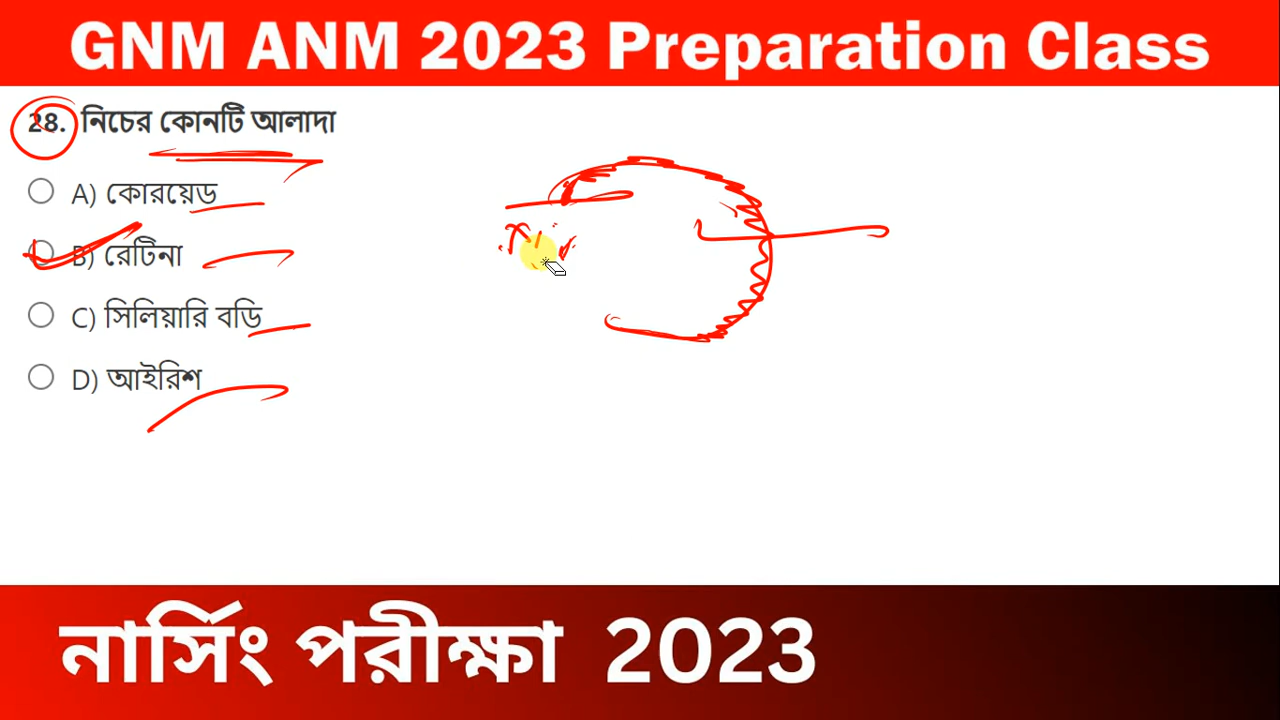 GNM ANM 2023 Preparation Class
28. নিচের কোনটি আলাদা
A) কোরয়েড
B) রেটিনা
C) সিলিয়ারি বডি
D) আইরিশ
নার্সিং পরীক্ষা 2023